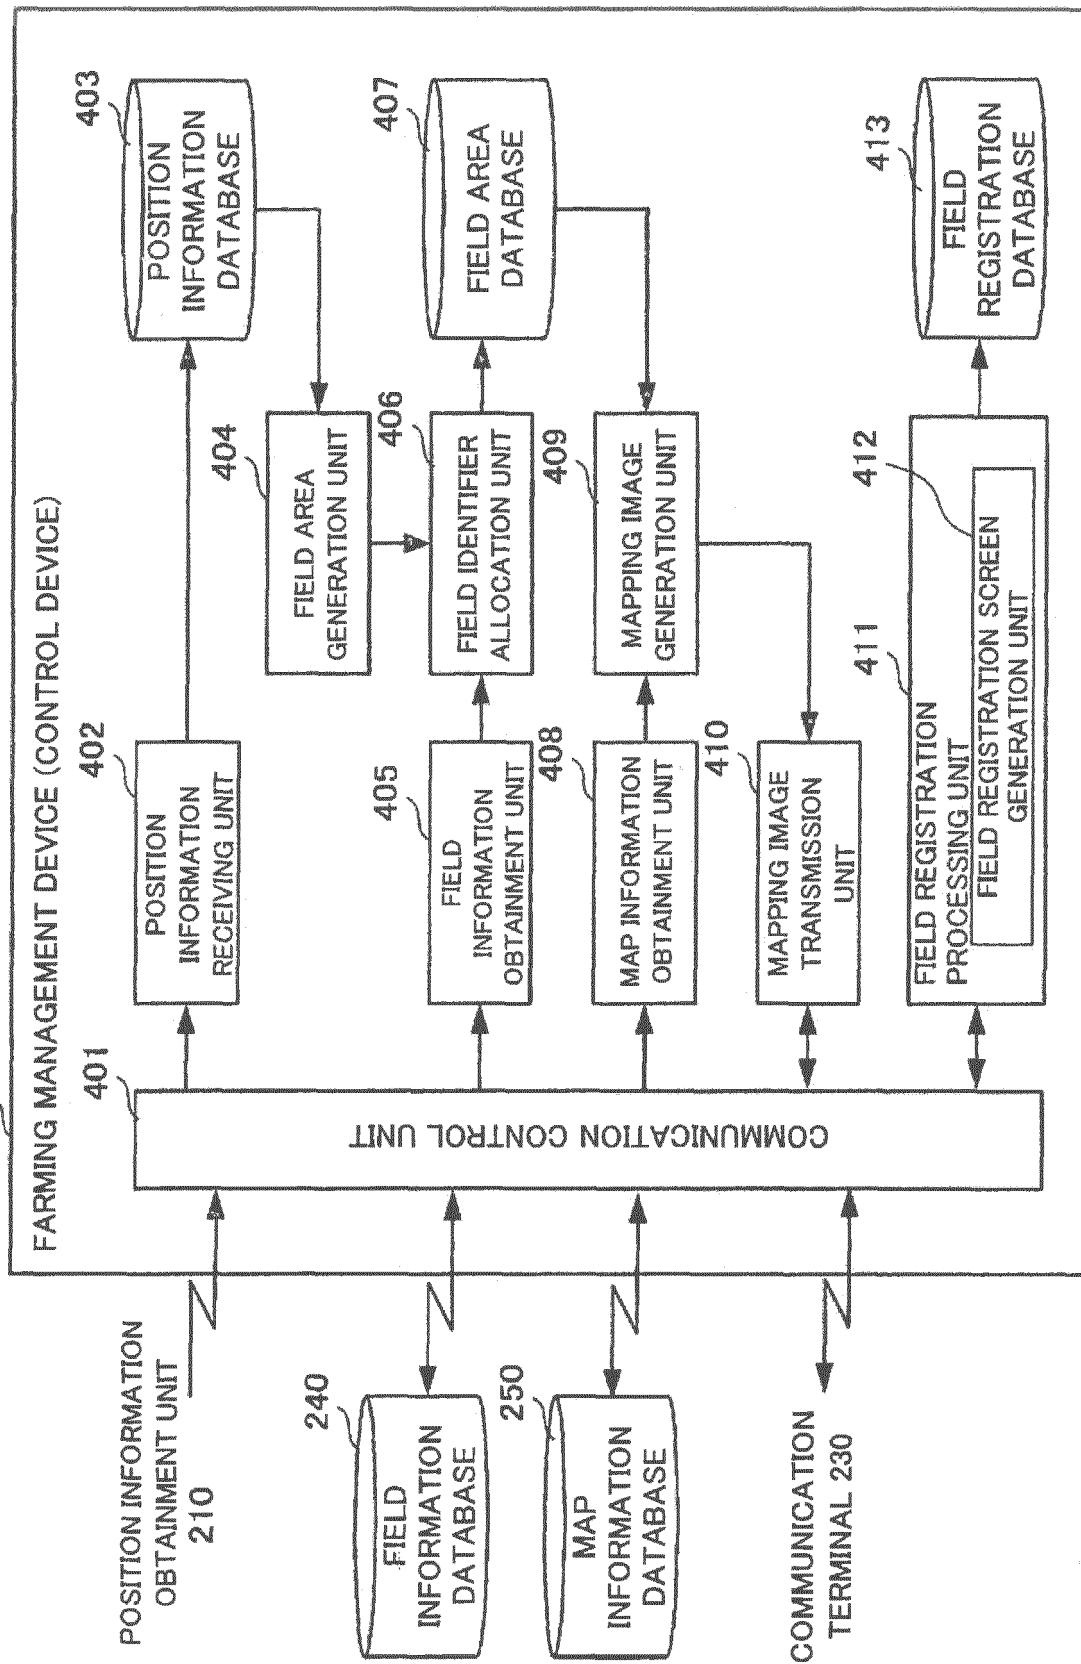 FARMING MANAGEMENT DEVICE (CONTROL DEVICE)
POSITION INFORMATION
OBTAINMENT UNIT
210
240
FIELD
INFORMATION
DATABASE
250
MAP
INFORMATION
DATABASE
COMMUNICATION
TERMINAL 230
401
COMMUNICATION CONTROL UNIT
402
POSITION
INFORMATION
RECEIVING UNIT
403
POSITION
INFORMATION
DATABASE
404
FIELD AREA
GENERATION UNIT
405
FIELD
INFORMATION
OBTAINMENT UNIT
406
FIELD IDENTIFIER
ALLOCATION UNIT
407
FIELD AREA
DATABASE
408
MAP INFORMATION
OBTAINMENT UNIT
409
MAPPING IMAGE
GENERATION UNIT
410
MAPPING IMAGE
TRANSMISSION
UNIT
411
FIELD REGISTRATION
PROCESSING UNIT
412
FIELD REGISTRATION SCREEN
GENERATION UNIT
413
FIELD
REGISTRATION
DATABASE